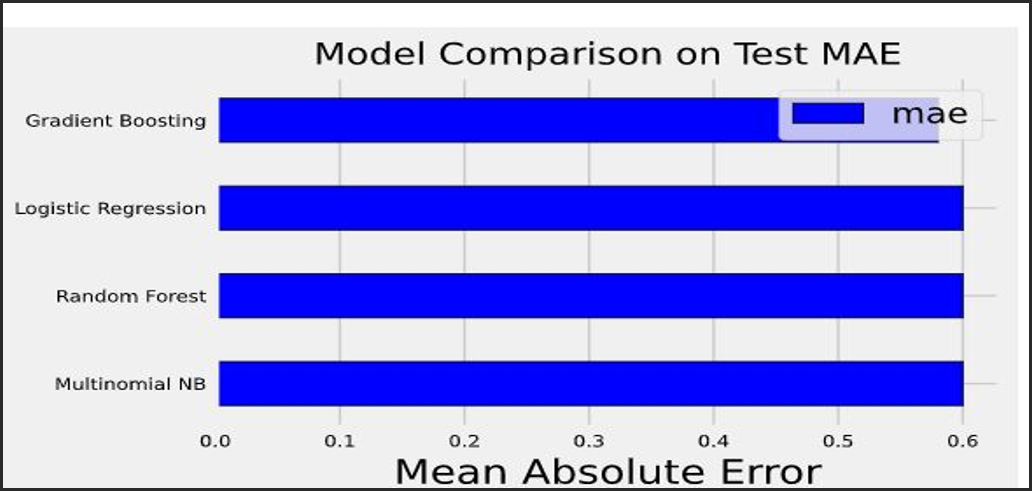 Model Comparison on Test MAE
Gradient Boosting
mae
Logistic Regression
Random Forest
Multinomial NB
0.0 0.1 0.2 0.3 0.4 0.5 0.6
Mean Absolute Error